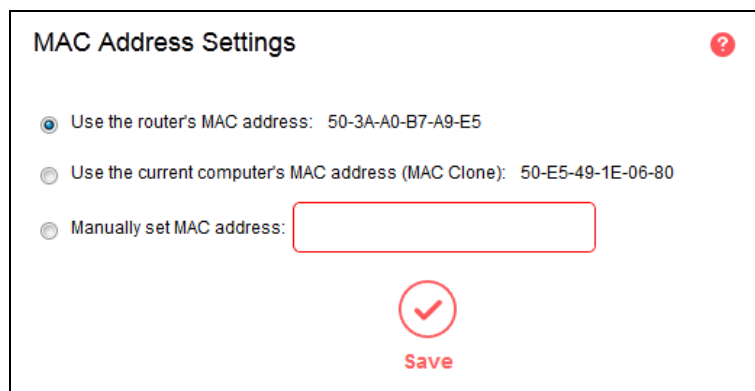 MAC Address Settings ?
Use the router's MAC address: 50-3A-A0-B7-A9-E5
Use the current computer's MAC address (MAC Clone): 50-E5-49-1E-06-80
Manually set MAC address:
Save